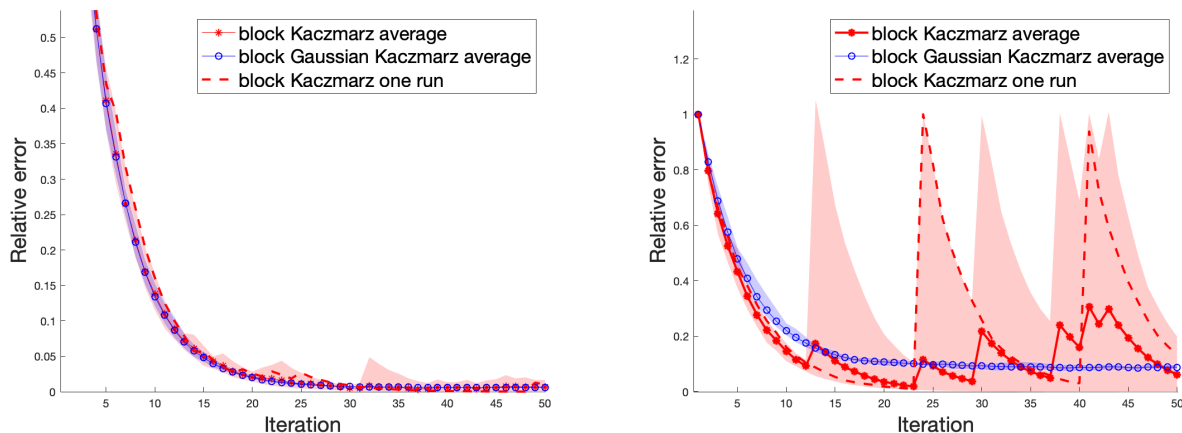 block Kaczmarz average
block Gaussian Kaczmarz average
block Kaczmarz one run
0.5
0.45
0.4
0.35
0.3
0.25
0.2
0.15
0.1
0.05
0
Relative error
5 10 15 20 25 30 35 40 45 50
Iteration
block Kaczmarz average
block Gaussian Kaczmarz average
block Kaczmarz one run
1.2
1
0.8
0.6
0.4
0.2
0
Relative error
5 10 15 20 25 30 35 40 45 50
Iteration